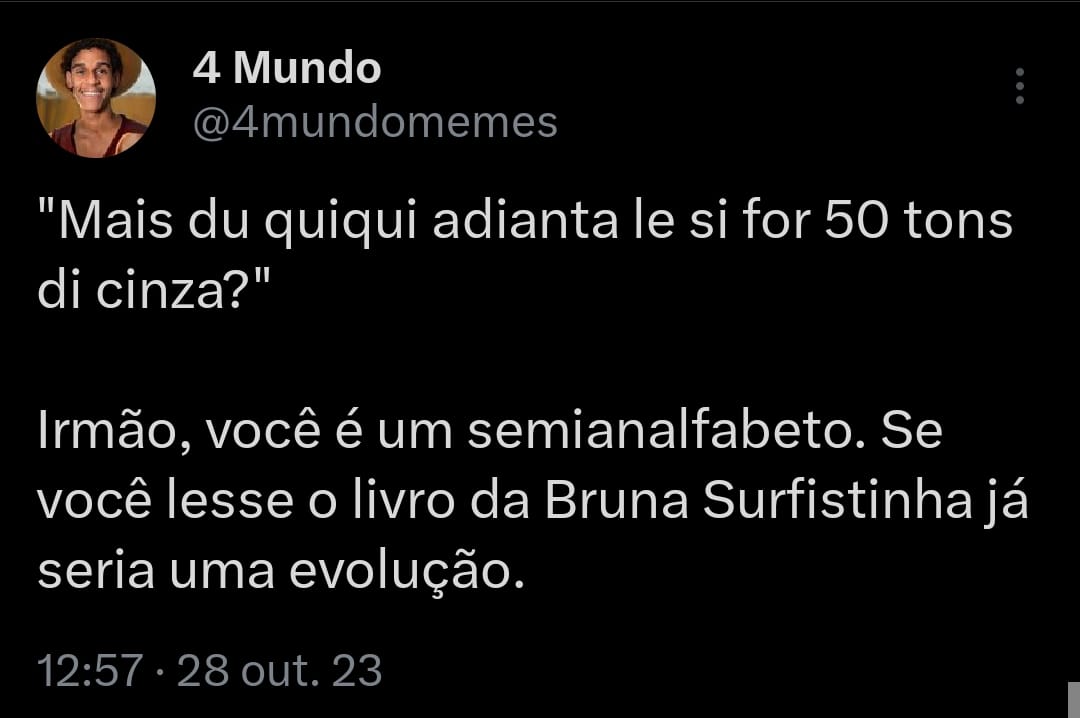 4 Mundo
@4mundomemes
"Mais du quiqui adianta le si for 50 tons
di cinza?"
Irmão, você é um semianalfabeto. Se
você lesse o livro da Bruna Surfistinha já
seria uma evolução.
12:57 · 28 out. 23